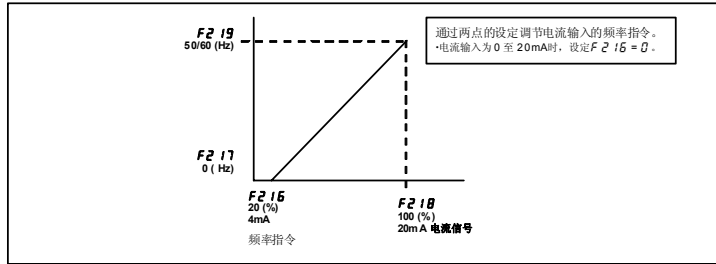 F219
50/60 (Hz)
通过两点的设定调节电流输入的频率指令。
•电流输入为 0 至 20mA时，设定F216 = 0。
F217
0 ( Hz)
F216
20 (%)
4mA
F218
100 (%)
20mA 电流信号
频率指令